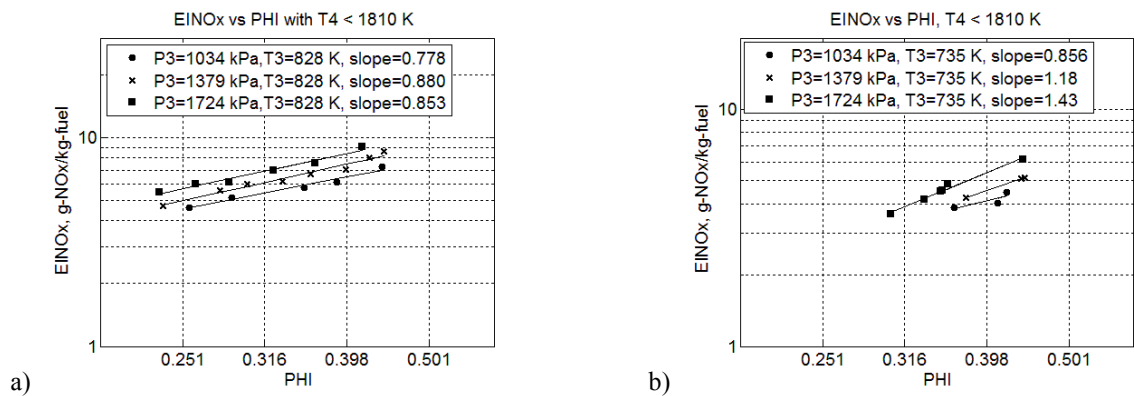 EINOx vs PHI with T4 < 1810 K
P3=1034 kPa,T3=828 K, slope=0.778
P3=1379 kPa,T3=828 K, slope=0.880
P3=1724 kPa,T3=828 K, slope=0.853
10
1
EINOx, g-NOx/kg-fuel
0.251 0.316 0.398 0.501
PHI
a)
EINOx vs PHI, T4 < 1810 K
P3=1034 kPa, T3=735 K, slope=0.856
P3=1379 kPa, T3=735 K, slope=1.18
P3=1724 kPa, T3=735 K, slope=1.43
10
1
EINOx, g-NOx/kg-fuel
0.251 0.316 0.398 0.501
PHI
b)